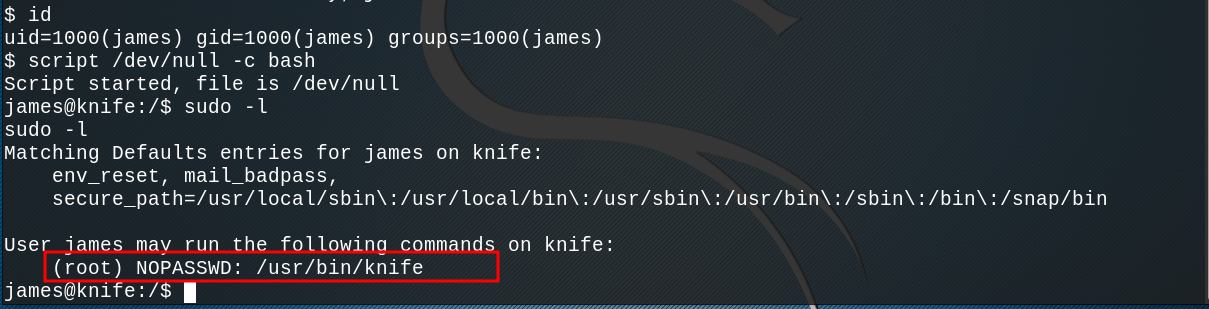 $ id
uid=1000(james) gid=1000(james) groups=1000(james)
$ script /dev/null -c bash
Script started, file is /dev/null
james@knife:/$ sudo -l
sudo -l
Matching Defaults entries for james on knife:
    env_reset, mail_badpass,
    secure_path=/usr/local/sbin\:/usr/local/bin\:/usr/sbin\:/usr/bin\:/sbin\:/bin\:/snap/bin

User james may run the following commands on knife:
    (root) NOPASSWD: /usr/bin/knife
james@knife:/$